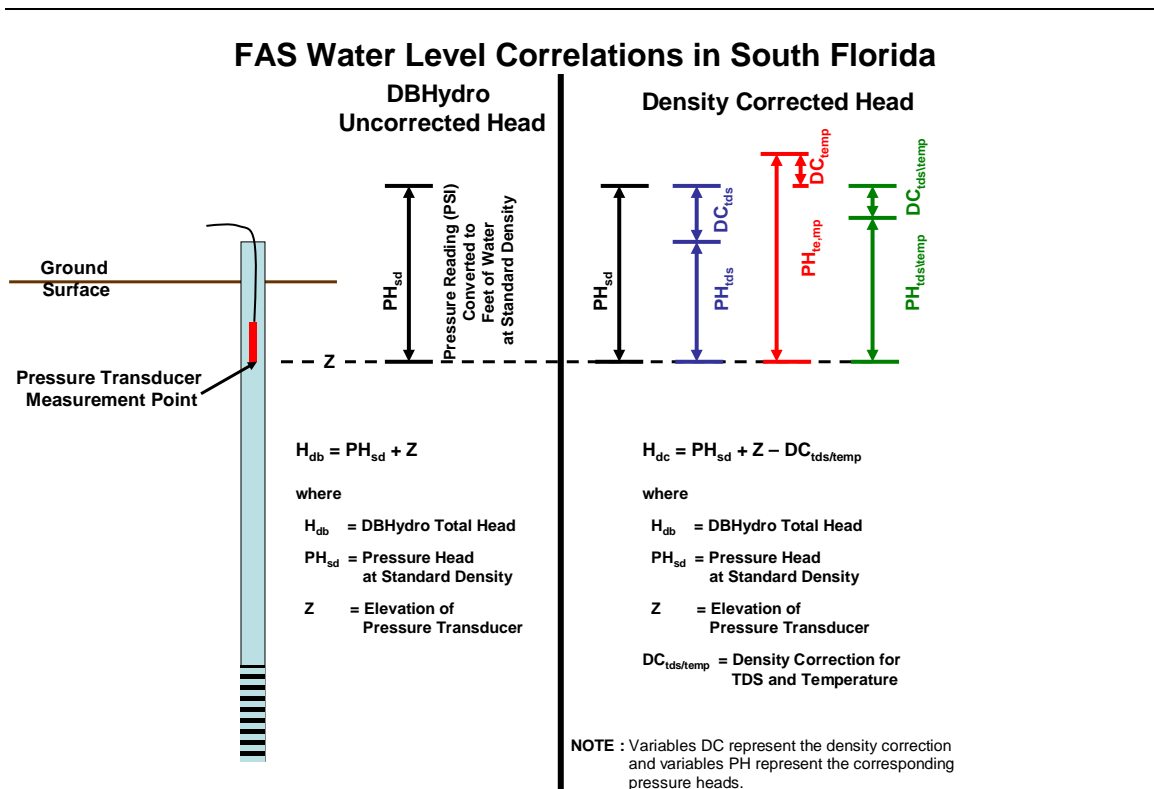 FAS Water Level Correlations in South Florida
DBHydro
Uncorrected Head
Ground
Surface
Pressure Transducer
Measurement Point
Z
PHsd
Pressure Reading (PSI)
Converted to
Feet of Water
at Standard Density
Hdb = PHsd + Z
where
Hdb = DBHydro Total Head
PHsd = Pressure Head
at Standard Density
Z = Elevation of
Pressure Transducer
Density Corrected Head
PHsd
DCtds
PHtds
DCtemp
PHte,mp
DCtds\temp
PHtds\temp
Hdc = PHsd + Z – DCtds/temp
where
Hdb = DBHydro Total Head
PHsd = Pressure Head
at Standard Density
Z = Elevation of
Pressure Transducer
DCtds/temp = Density Correction for
TDS and Temperature
NOTE : Variables DC represent the density correction
and variables PH represent the corresponding
pressure heads.